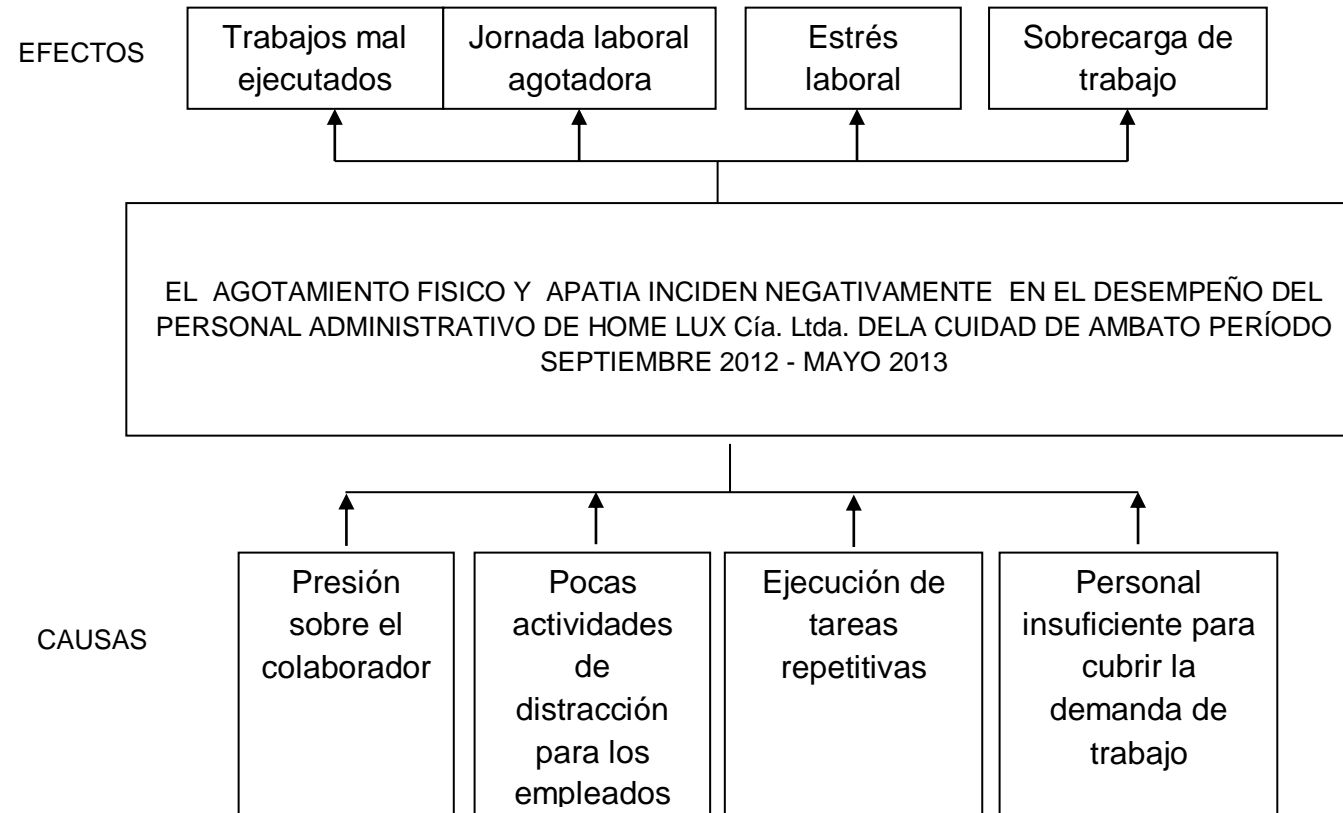 EFECTOS
Trabajos mal
ejecutados
Jornada laboral
agotadora
Estrés
laboral
Sobrecarga de
trabajo
EL AGOTAMIENTO FISICO Y APATIA INCIDEN NEGATIVAMENTE EN EL DESEMPEÑO DEL
PERSONAL ADMINISTRATIVO DE HOME LUX Cía. Ltda. DELA CUIDAD DE AMBATO PERÍODO
SEPTIEMBRE 2012 - MAYO 2013
CAUSAS
Presión
sobre el
colaborador
Pocas
actividades
de
distracción
para los
empleados
Ejecución de
tareas
repetitivas
Personal
insuficiente para
cubrir la
demanda de
trabajo